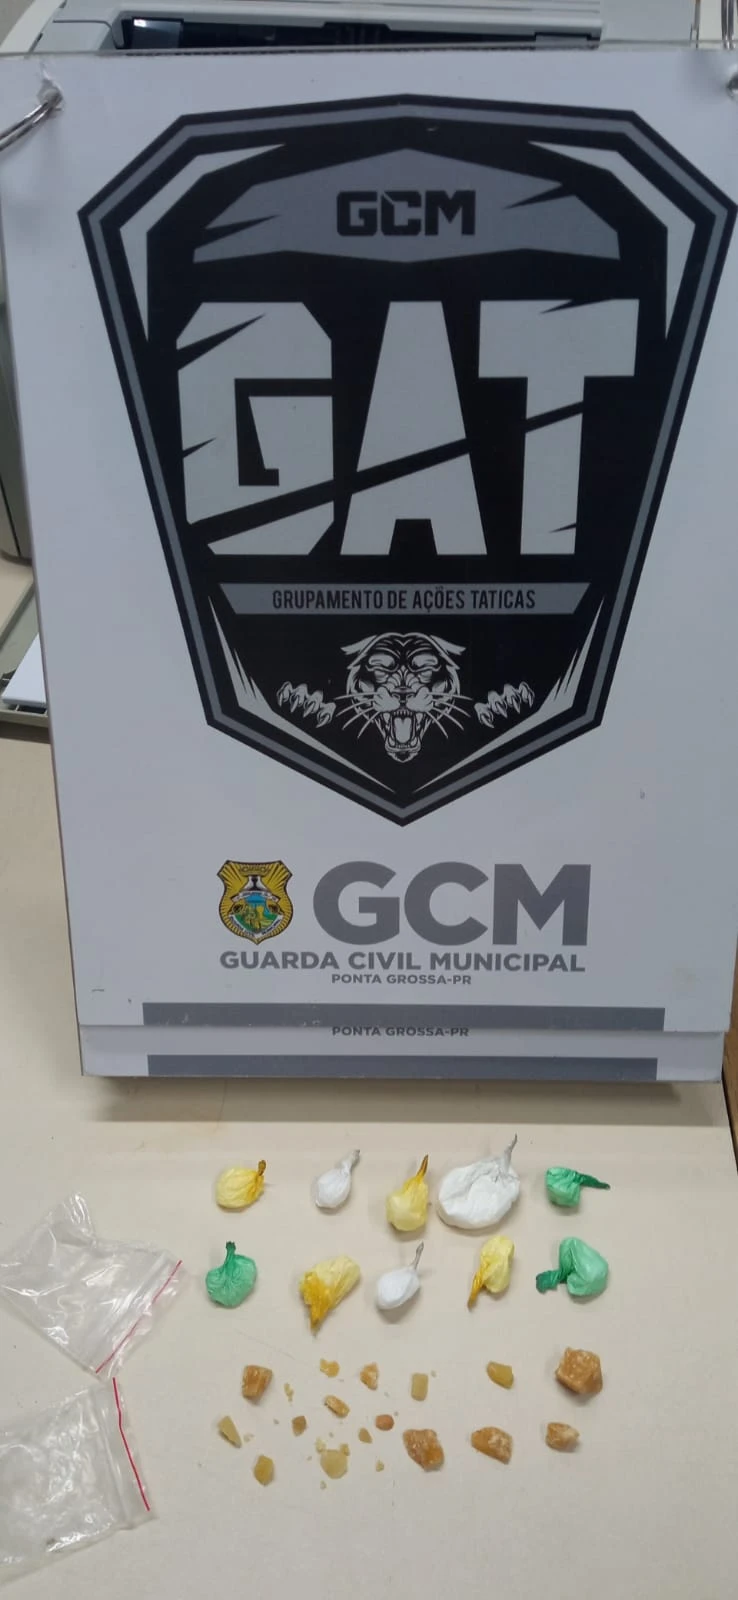 GCM
GAT
GRUPAMENTO DE AÇÕES TATICAS
GCM
GUARDA CIVIL MUNICIPAL
PONTA GROSSA-PR
PONTA GROSSA-PR